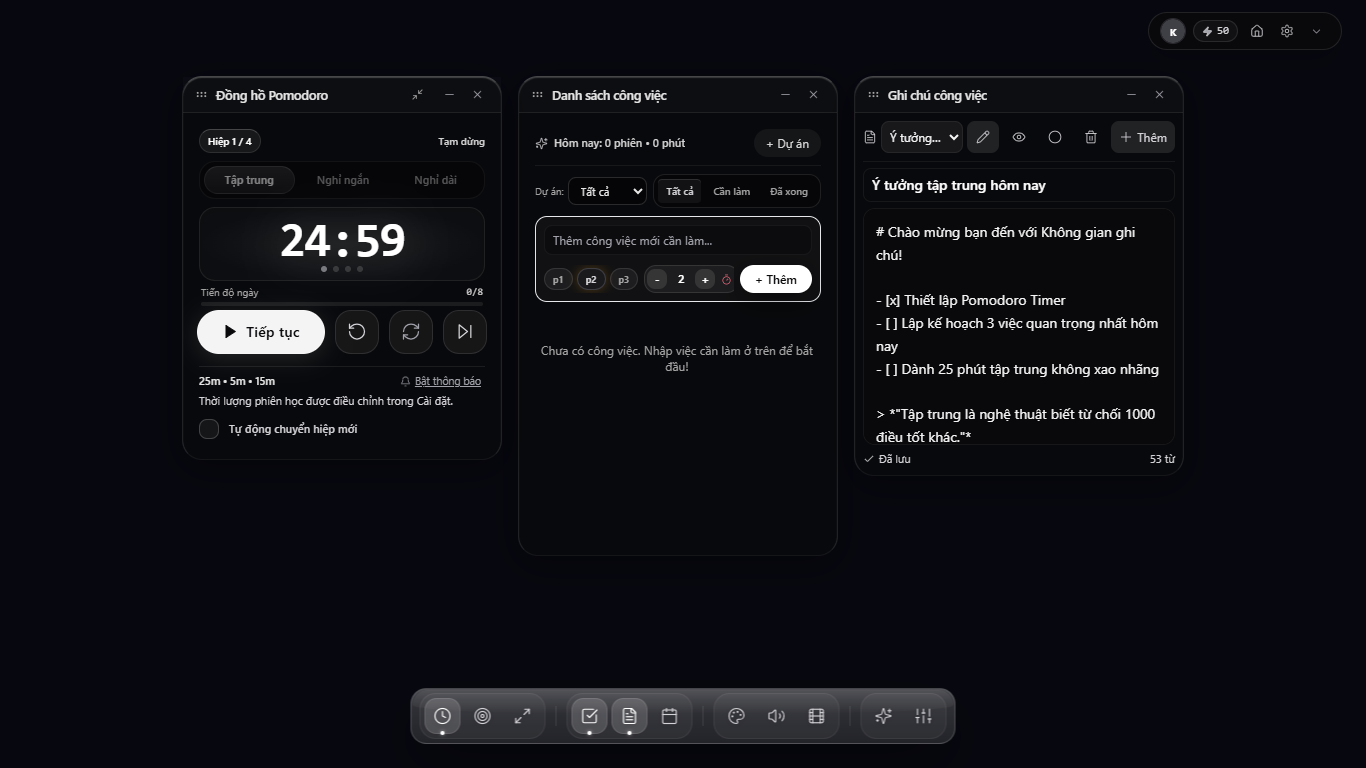 K
50
Đồng hồ Pomodoro
Hiệp 1 / 4
Tạm dừng
Tập trung
Nghỉ ngắn
Nghỉ dài
24:59
Tiến độ ngày
0/8
Tiếp tục
25m • 5m • 15m
Bật thông báo
Thời lượng phiên học được điều chỉnh trong Cài đặt.
Tự động chuyển hiệp mới
Danh sách công việc
Hôm nay: 0 phiên • 0 phút
+ Dự án
Dự án:
Tất cả
Tất cả
Cần làm
Đã xong
Thêm công việc mới cần làm...
p1
p2
p3
-
2
+
+ Thêm
Chưa có công việc. Nhập việc cần làm ở trên để bắt
đầu!
Ghi chú công việc
Ý tưởng...
Thêm
Ý tưởng tập trung hôm nay
# Chào mừng bạn đến với Không gian ghi
chú!
- [x] Thiết lập Pomodoro Timer
- [ ] Lập kế hoạch 3 việc quan trọng nhất hôm
nay
- [ ] Dành 25 phút tập trung không xao nhãng
> *"Tập trung là nghệ thuật biết từ chối 1000
điều tốt khác."*
Đã lưu
53 từ